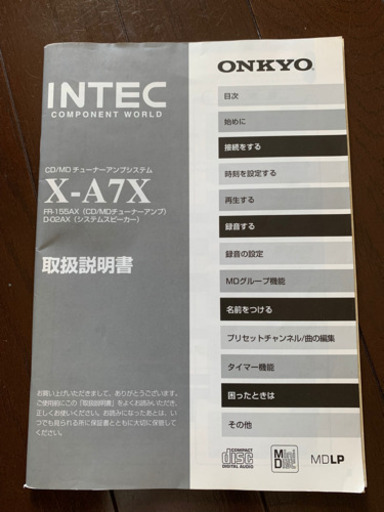 INTEC
COMPONENT WORLD
CD/MD チューナーアンプシステム
X-A7X
FR-155AX（CD/MDチューナーアンプ）
D-02AX（システムスピーカー）
取扱説明書
お買い上げいただきまして、ありがとうございます。
ご使用前にこの「取扱説明書」をよくお読みいただき、
正しくお使いください。お読みになったあとは、い
つでも見られる所に保証書とともに大切に保管して
ください。
ONKYO
目次
始めに
接続をする
時刻を設定する
再生する
録音する
録音の設定
MDグループ機能
名前をつける
プリセットチャンネル/曲の編集
タイマー機能
困ったときは
その他
COMPACT
disc
DIGITAL AUDIO
Mini
Disc
MDLP